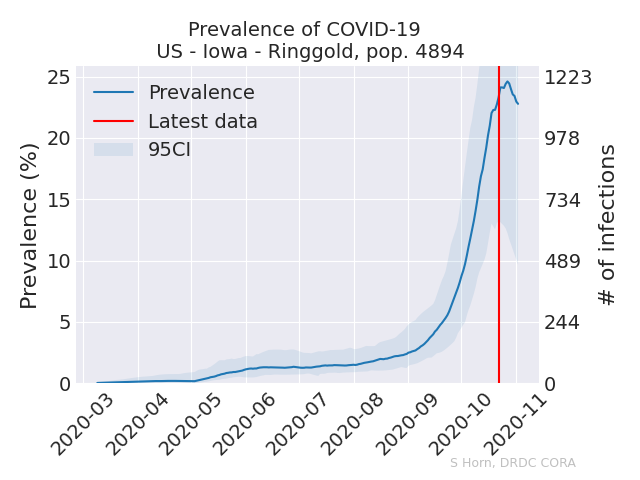 Prevalence of COVID-19
US - Iowa - Ringgold, pop. 4894
Prevalence
Latest data
95CI
Prevalence (%)
25
20
15
10
5
0
1223
978
734
489
244
0
# of infections
2020-03
2020-04
2020-05
2020-06
2020-07
2020-08
2020-09
2020-10
2020-11
S Horn, DRDC CORA